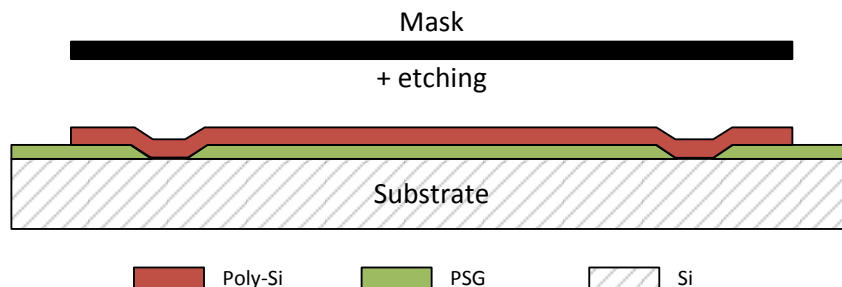 Mask
+ etching
Substrate
Poly-Si PSG Si